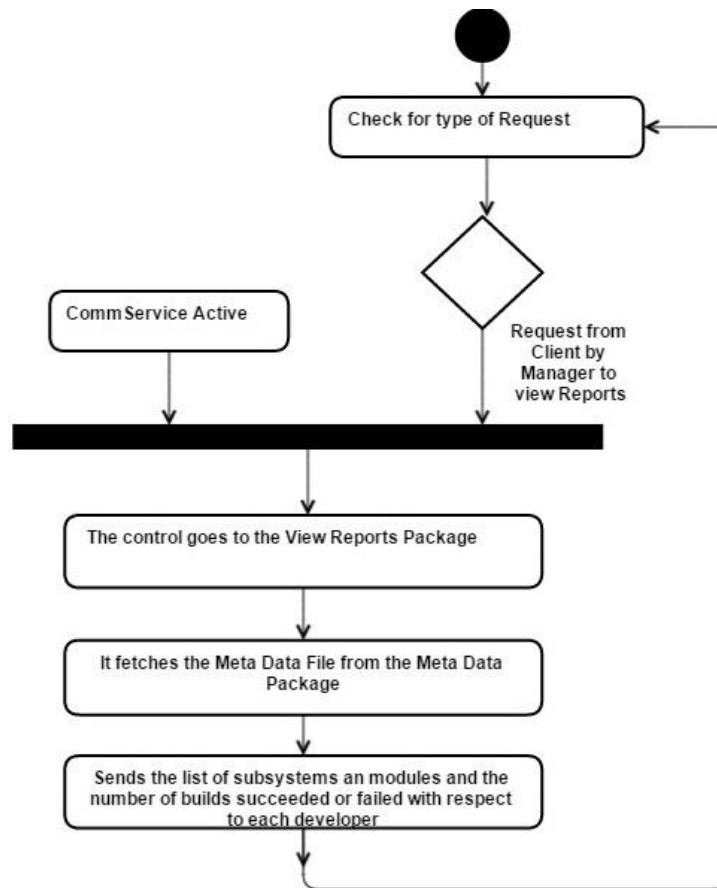 Check for type of Request
CommService Active
Request from
Client by
Manager to
view Reports
The control goes to the View Reports Package
It fetches the Meta Data File from the Meta Data
Package
Sends the list of subsystems an modules and the
number of builds succeeded or failed with respect
to each developer